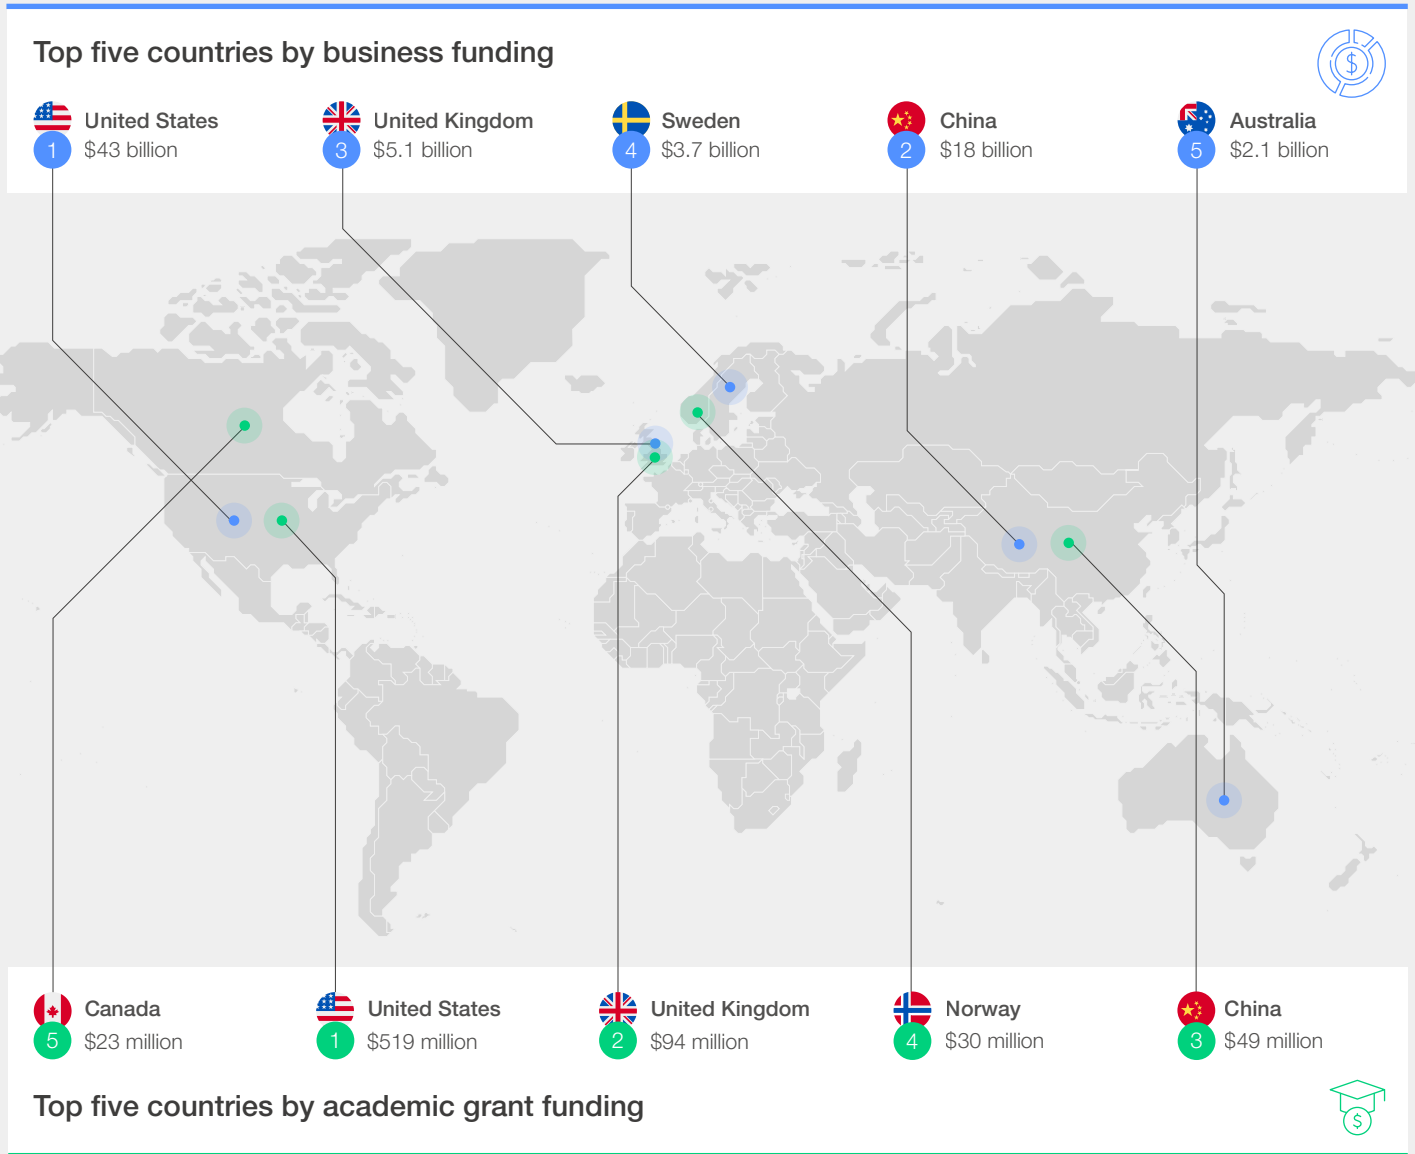 Top five countries by business funding
$
United States
1
$43 billion
United Kingdom
3
$5.1 billion
Sweden
4
$3.7 billion
China
2
$18 billion
Australia
5
$2.1 billion
Canada
5
$23 million
United States
1
$519 million
United Kingdom
2
$94 million
Norway
4
$30 million
China
3
$49 million
Top five countries by academic grant funding
$